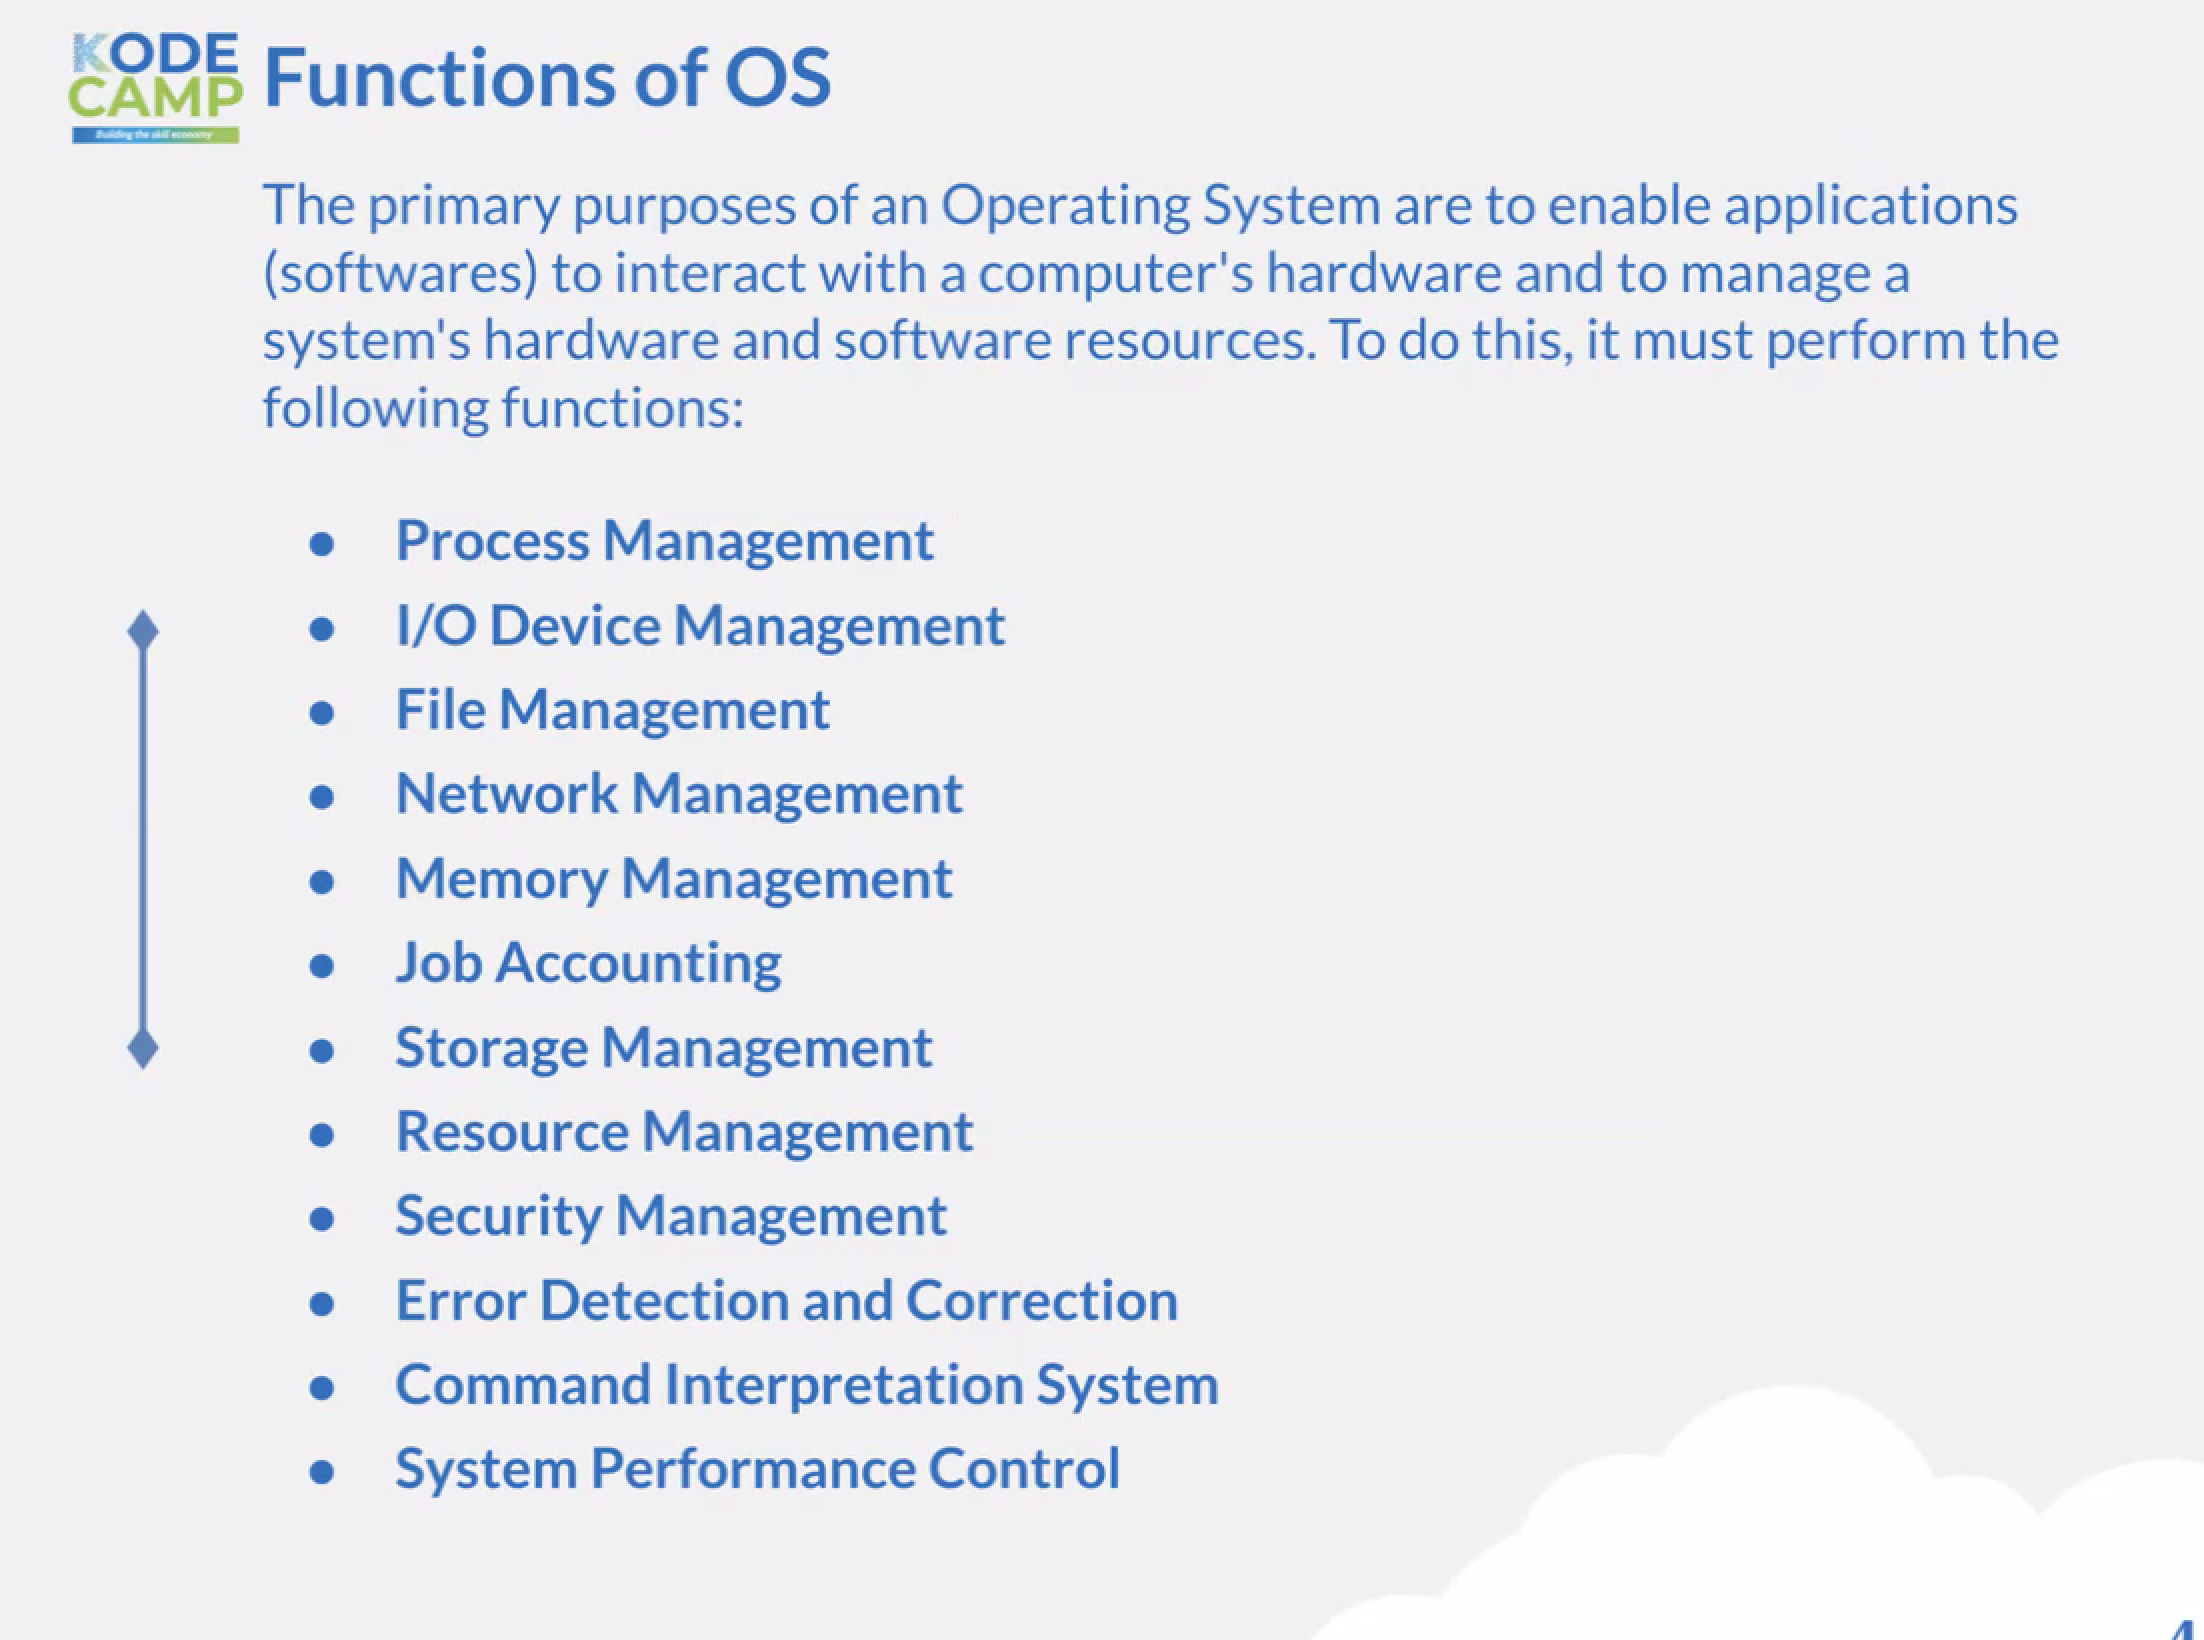 KODE
CAMP
Building the skill economy
Functions of OS
The primary purposes of an Operating System are to enable applications
(softwares) to interact with a computer's hardware and to manage a
system's hardware and software resources. To do this, it must perform the
following functions:
● Process Management
● I/O Device Management
● File Management
● Network Management
● Memory Management
● Job Accounting
● Storage Management
● Resource Management
● Security Management
● Error Detection and Correction
● Command Interpretation System
● System Performance Control
4